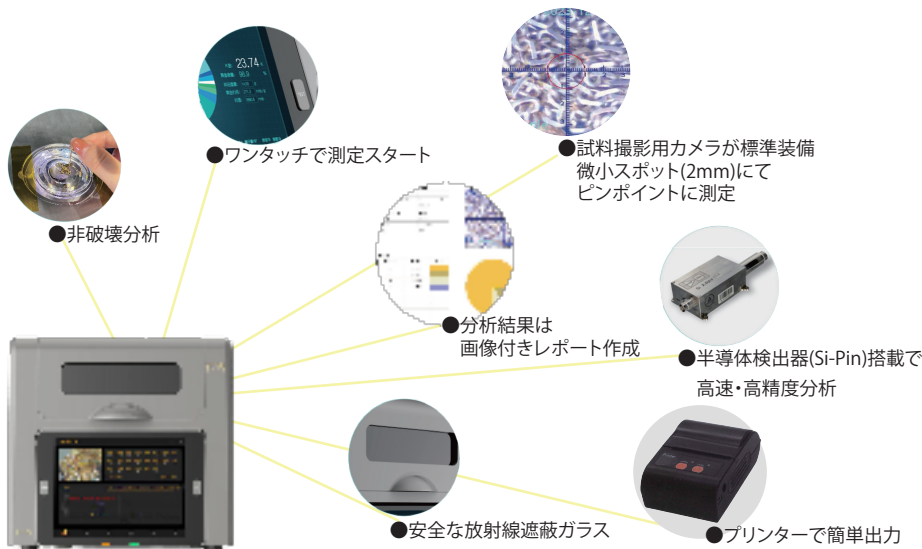 23.74
98.9
●ワンタッチで測定スタート
●試料撮影用カメラが標準装備
微小スポット(2mm)にて
ピンポイントに測定
●非破壊分析
●分析結果は
画像付きレポート作成
●半導体検出器(Si-Pin)搭載で
高速・高精度分析
●安全な放射線遮蔽ガラス
●プリンターで簡単出力